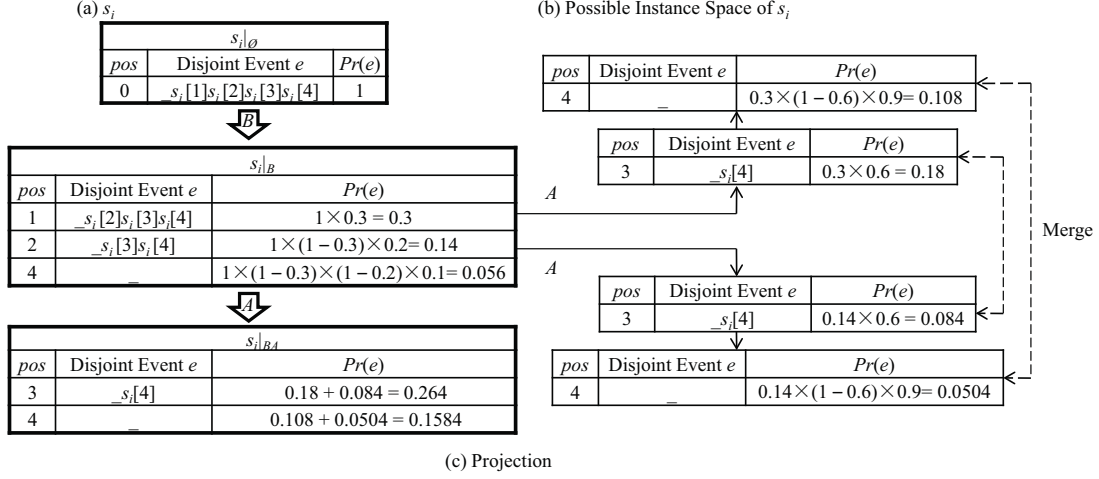 (a) s_i
(b) Possible Instance Space of s_i
s_i|_Ø
pos Disjoint Event e Pr(e)
0 _s_i[1]s_i[2]s_i[3]s_i[4] 1
B
s_i|_B
pos Disjoint Event e Pr(e)
1 _s_i[2]s_i[3]s_i[4] 1×0.3 = 0.3
2 _s_i[3]s_i[4] 1×(1−0.3)×0.2= 0.14
4 _ 1×(1−0.3)×(1−0.2)×0.1= 0.056
A
s_i|_BA
pos Disjoint Event e Pr(e)
3 _s_i[4] 0.18 + 0.084 = 0.264
4 _ 0.108 + 0.0504 = 0.1584
pos Disjoint Event e Pr(e)
4 _ 0.3×(1−0.6)×0.9= 0.108
pos Disjoint Event e Pr(e)
3 _s_i[4] 0.3×0.6 = 0.18
A
A
Merge
pos Disjoint Event e Pr(e)
3 _s_i[4] 0.14×0.6 = 0.084
pos Disjoint Event e Pr(e)
4 _ 0.14×(1−0.6)×0.9= 0.0504
(c) Projection